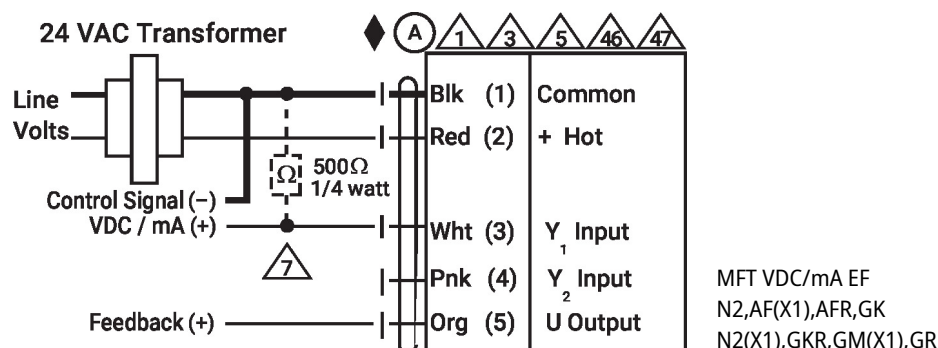 24 VAC Transformer
A 1 3 5 46 47
Line
Volts
Blk (1) Common
Red (2) + Hot
Ω 500Ω
1/4 watt
Control Signal (−)
VDC / mA (+)
Wht (3) Y1 Input
7
Pnk (4) Y2 Input
Feedback (+)
Org (5) U Output
MFT VDC/mA EF
N2,AF(X1),AFR,GK
N2(X1),GKR,GM(X1),GR